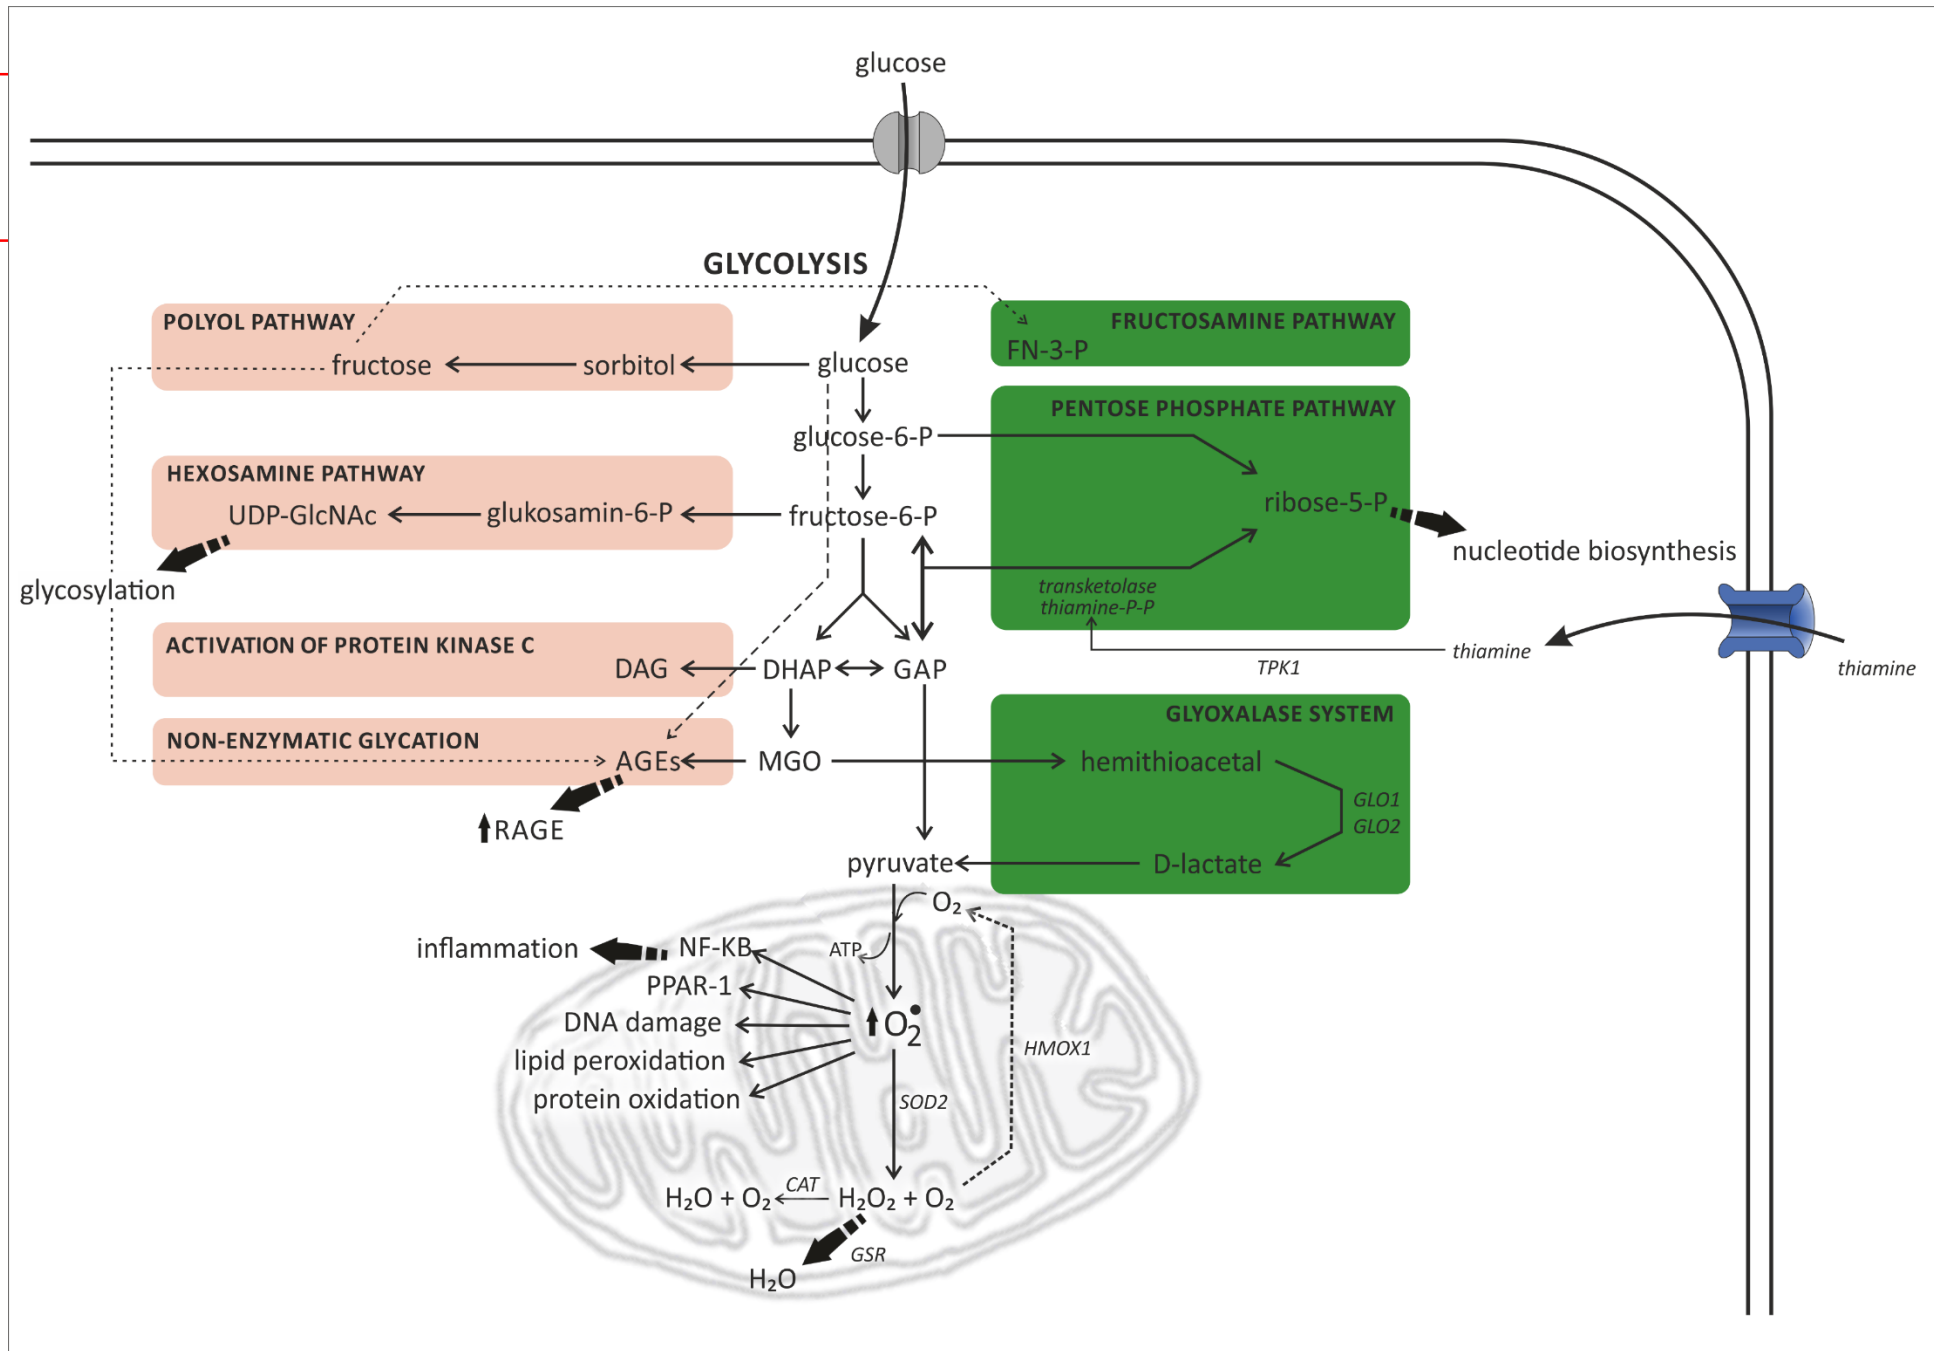 glucose
GLYCOLYSIS
POLYOL PATHWAY
fructose
sorbitol
glucose
FRUCTOSAMINE PATHWAY
FN-3-P
PENTOSE PHOSPHATE PATHWAY
glucose-6-P
HEXOSAMINE PATHWAY
UDP-GlcNAc
glukosamin-6-P
fructose-6-P
ribose-5-P
nucleotide biosynthesis
glycosylation
transketolase
thiamine-P-P
ACTIVATION OF PROTEIN KINASE C
DAG
DHAP
GAP
TPK1
thiamine
thiamine
NON-ENZYMATIC GLYCATION
AGEs
MGO
GLYOXALASE SYSTEM
hemithioacetal
GLO1
GLO2
RAGE
pyruvate
D-lactate
O₂
ATP
inflammation
NF-KB
PPAR-1
DNA damage
lipid peroxidation
protein oxidation
O₂•
HMOX1
SOD2
H₂O + O₂
CAT
H₂O₂ + O₂
GSR
H₂O